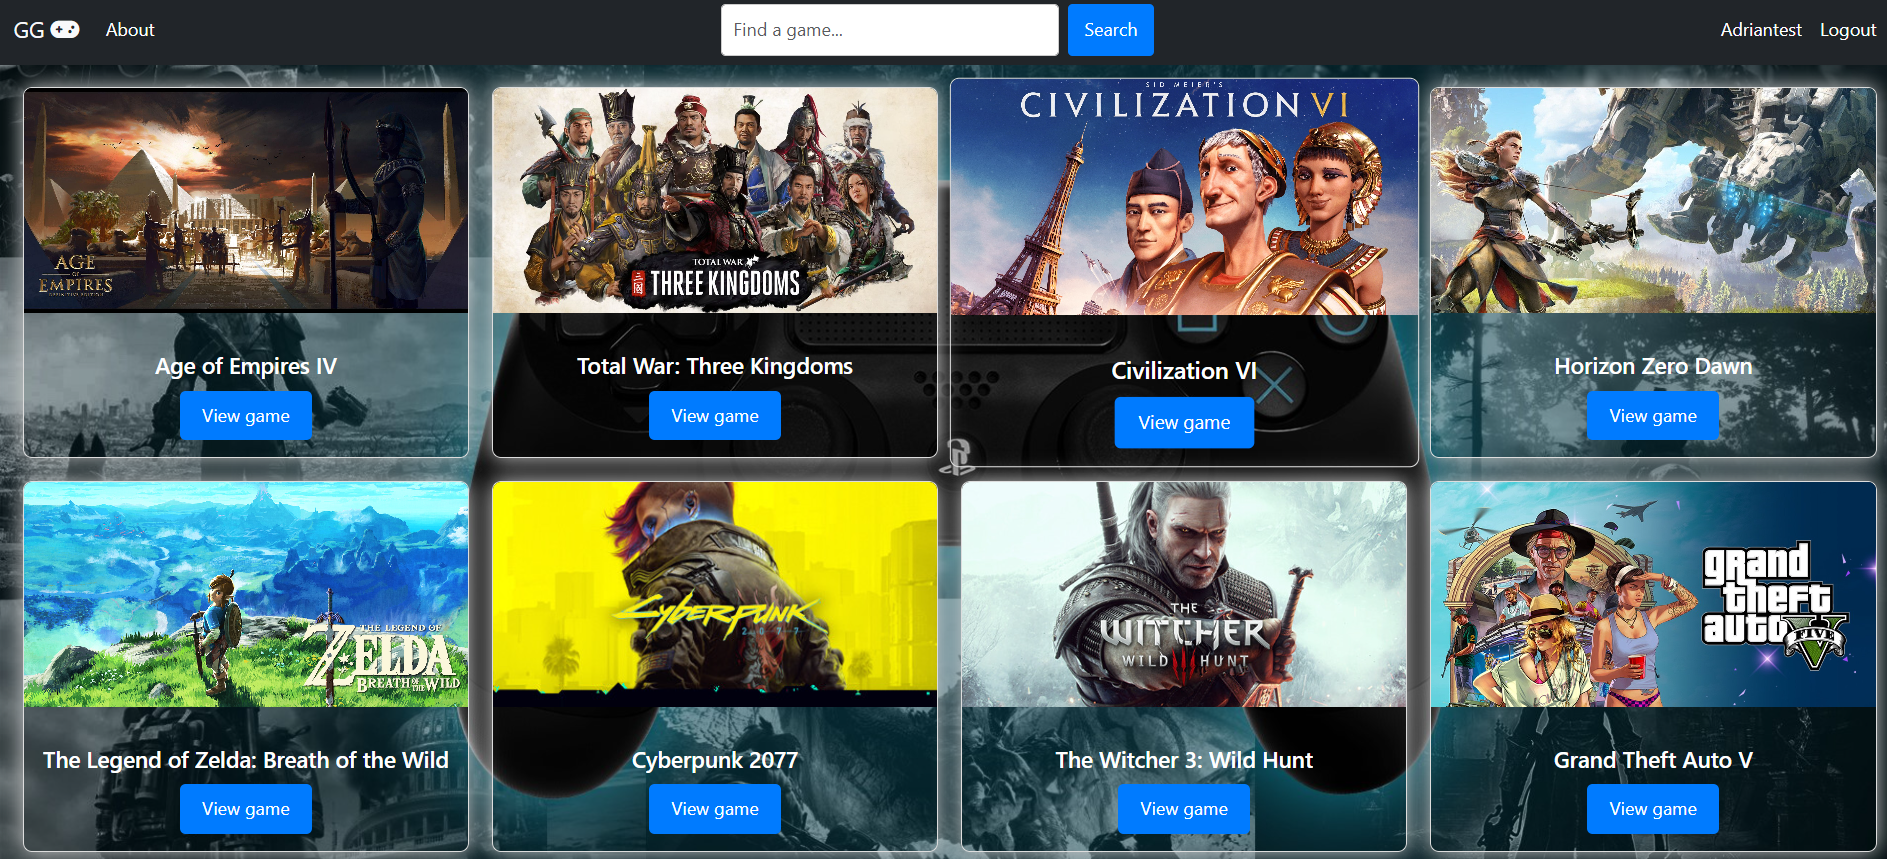 GG
About
Find a game...
Search
Adriantest
Logout
AGE
OF
EMPIRES
DEFINITIVE EDITION
TOTAL WAR
THREE KINGDOMS
SID MEIER'S
CIVILIZATION VI
Age of Empires IV
Total War: Three Kingdoms
Civilization VI
Horizon Zero Dawn
View game
View game
View game
View game
THE LEGEND OF
ZELDA
BREATH OF THE WILD
Cyberpunk
2077
THE
WITCHER
WILD HUNT
grand
theft
auto V
FIVE
The Legend of Zelda: Breath of the Wild
Cyberpunk 2077
The Witcher 3: Wild Hunt
Grand Theft Auto V
View game
View game
View game
View game